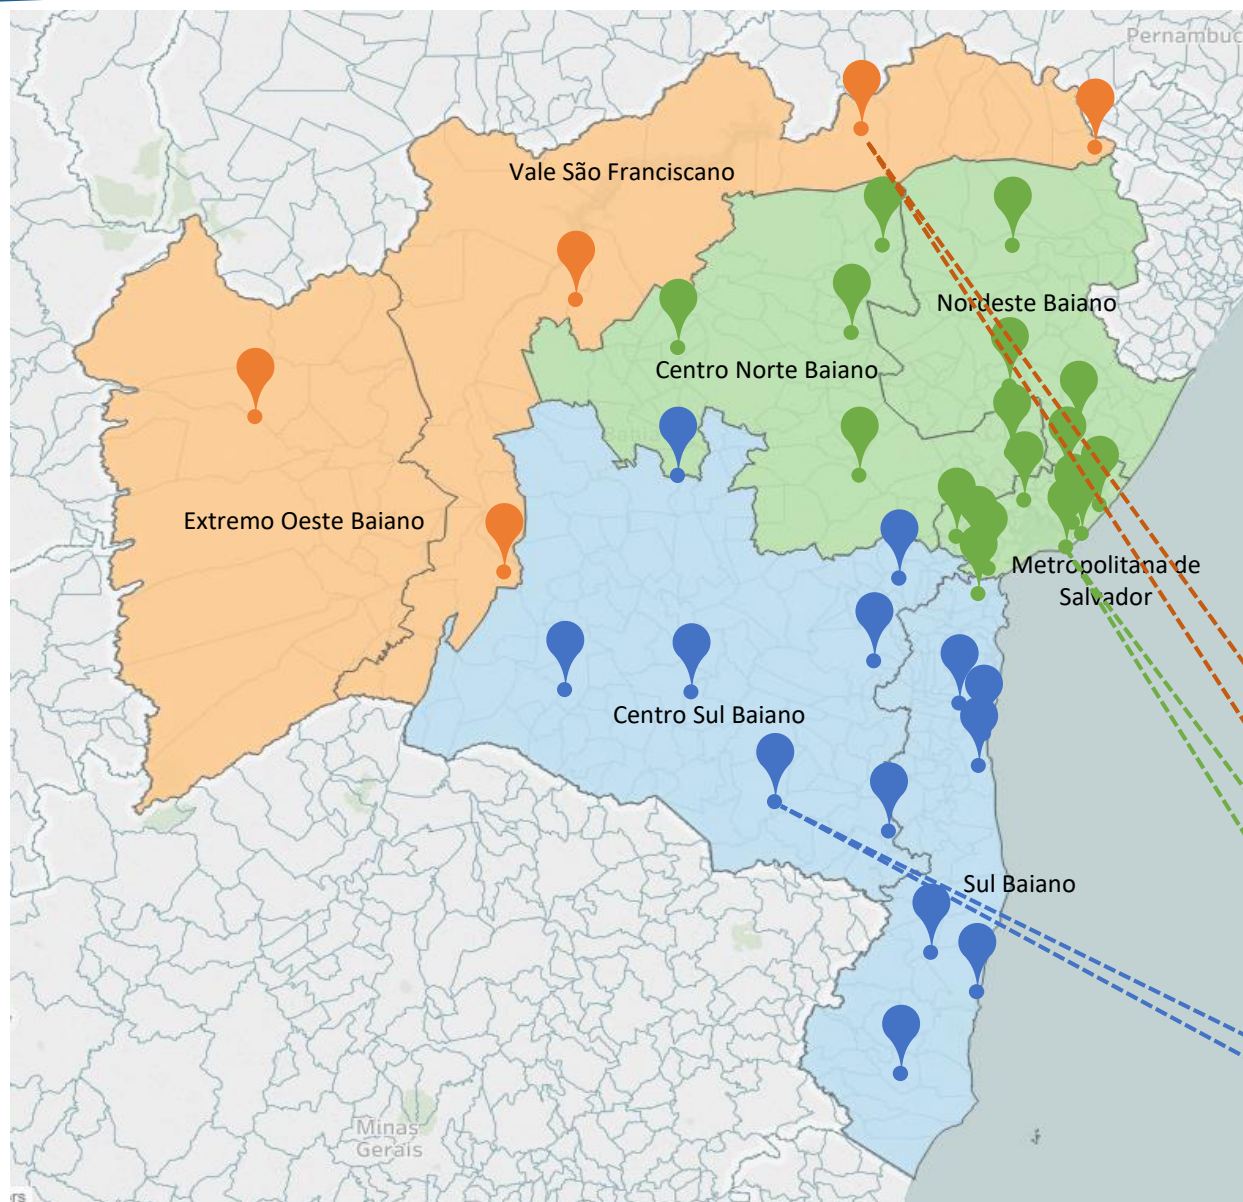 Pernambuc
Vale São Franciscano
Nordeste Baiano
Centro Norte Baiano
Extremo Oeste Baiano
Metropolitana de
Salvador
Centro Sul Baiano
Sul Baiano
Minas
Gerais
rs